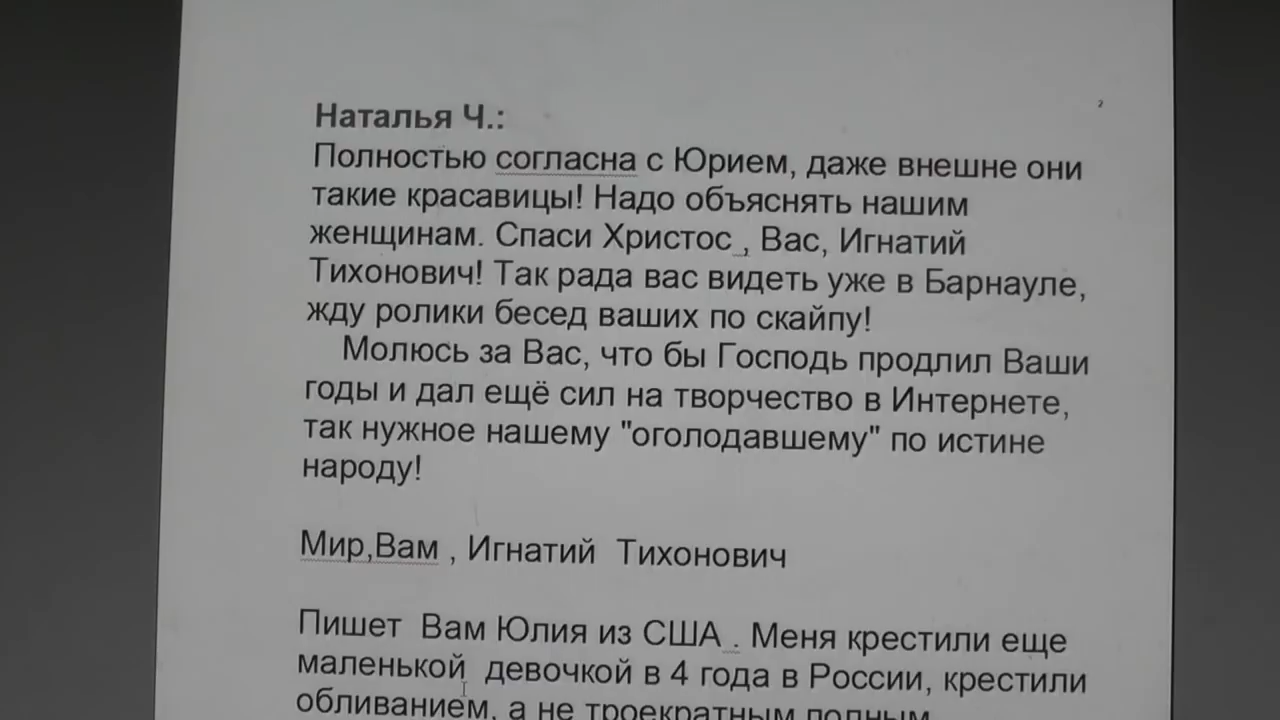 Наталья Ч.:
Полностью согласна с Юрием, даже внешне они
такие красавицы! Надо объяснять нашим
женщинам. Спаси Христос , Вас, Игнатий
Тихонович! Так рада вас видеть уже в Барнауле,
жду ролики бесед ваших по скайпу!
Молюсь за Вас, что бы Господь продлил Ваши
годы и дал ещё сил на творчество в Интернете,
так нужное нашему "оголодавшему" по истине
народу!
Мир,Вам , Игнатий Тихонович
Пишет Вам Юлия из США . Меня крестили еще
маленькой девочкой в 4 года в России, крестили
обливанием, а не троекратным полным